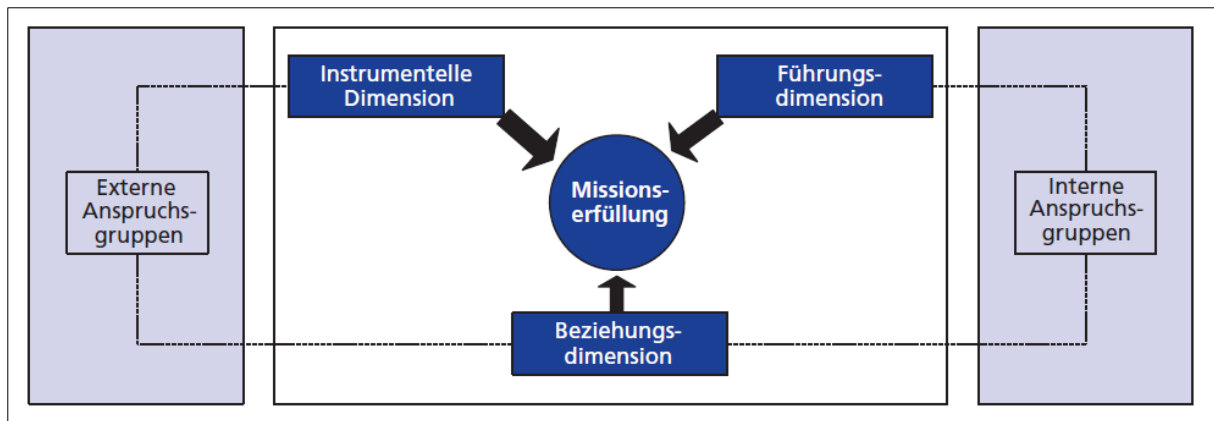 Instrumentelle
Dimension
Führungs-
dimension
Externe
Anspruchs-
gruppen
Missions-
erfüllung
Interne
Anspruchs-
gruppen
Beziehungs-
dimension